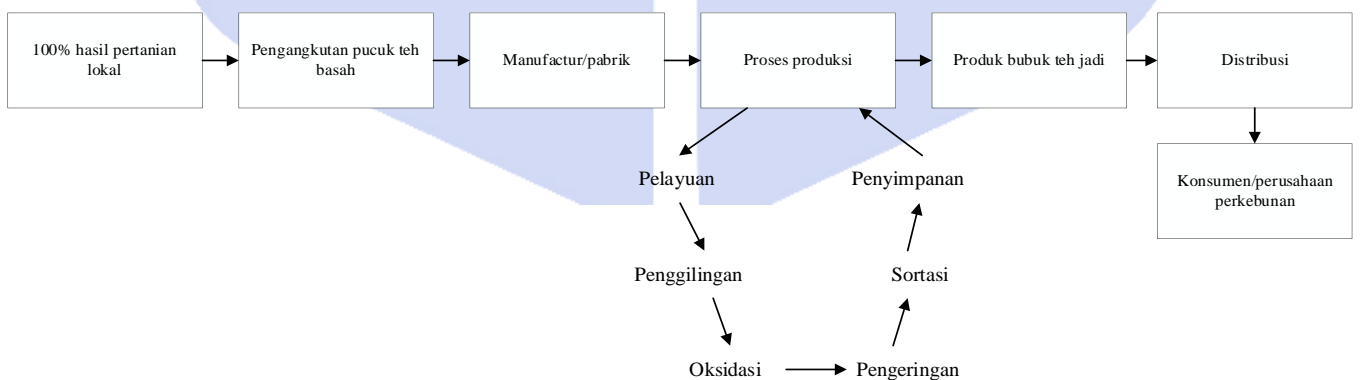 100% hasil pertanian
lokal
Pengangkutan pucuk teh
basah
Manufactur/pabrik
Proses produksi
Produk bubuk teh jadi
Distribusi
Konsumen/perusahaan
perkebunan
Pelayuan
Penyimpanan
Penggilingan
Sortasi
Oksidasi
Pengeringan